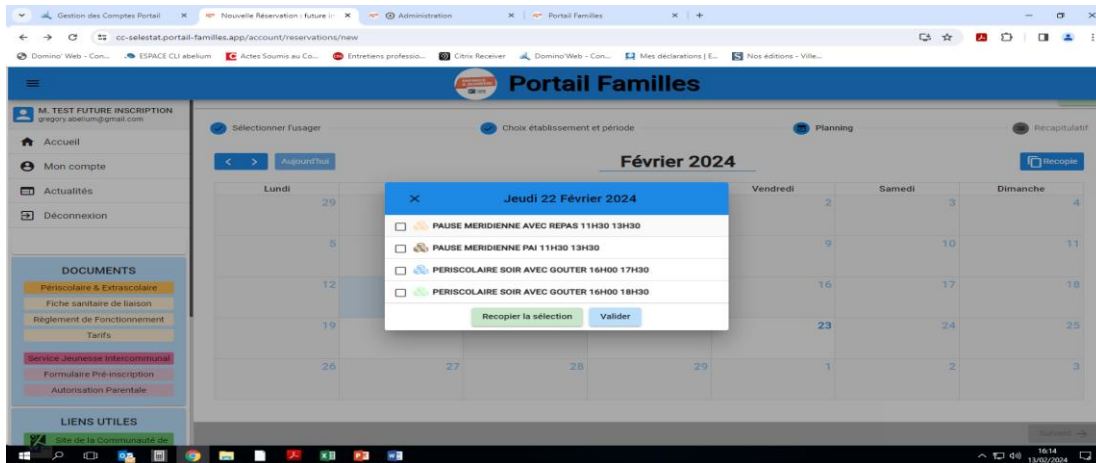 Gestion des Comptes Portail
Nouvelle Réservation : future in
Administration
Portail Familles
cc-selestat.portail-familles.app/account/reservations/new
Domino' Web - Con...
ESPACE CLI abelium
Actes Soumis au Co...
Entretiens professio...
Citrix Receiver
Domino'Web - Con...
Mes déclarations | E...
Nos éditions - Ville...
Portail Familles
M. TEST FUTURE INSCRIPTION
gregory.abelium@gmail.com
Accueil
Mon compte
Actualités
Déconnexion
DOCUMENTS
Périscolaire & Extrascolaire
Fiche sanitaire de liaison
Règlement de Fonctionnement
Tarifs
Service Jeunesse Intercommunal
Formulaire Pré-inscription
Autorisation Parentale
LIENS UTILES
Site de la Communauté de
Sélectionner l'usager
Choix établissement et période
Planning
Récapitulatif
Aujourd'hui
Février 2024
Recopie
Lundi
Vendredi
Samedi
Dimanche
29
2
3
4
5
9
10
11
12
16
17
18
19
23
24
25
26
27
28
29
1
2
3
Jeudi 22 Février 2024
PAUSE MERIDIENNE AVEC REPAS 11H30 13H30
PAUSE MERIDIENNE PAI 11H30 13H30
PERISCOLAIRE SOIR AVEC GOUTER 16H00 17H30
PERISCOLAIRE SOIR AVEC GOUTER 16H00 18H30
Recopier la sélection
Valider
Suivant
16:14
13/02/2024